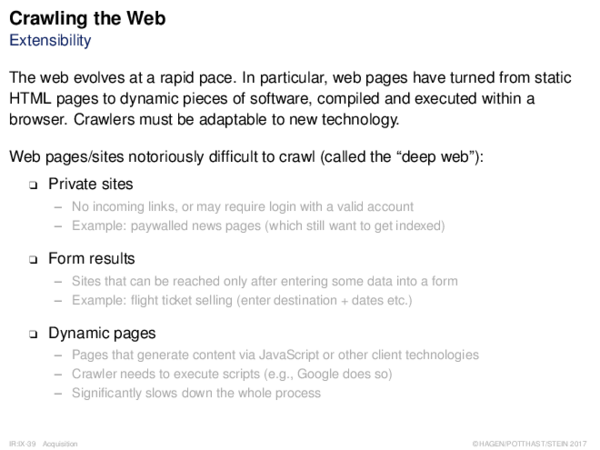 Crawling the Web
Extensibility
The web evolves at a rapid pace. In particular, web pages have turned from static
HTML pages to dynamic pieces of software, compiled and executed within a
browser. Crawlers must be adaptable to new technology.
Web pages/sites notoriously difficult to crawl (called the “deep web”):
❑ Private sites
– No incoming links, or may require login with a valid account
– Example: paywalled news pages (which still want to get indexed)
❑ Form results
– Sites that can be reached only after entering some data into a form
– Example: flight ticket selling (enter destination + dates etc.)
❑ Dynamic pages
– Pages that generate content via JavaScript or other client technologies
– Crawler needs to execute scripts (e.g., Google does so)
– Significantly slows down the whole process
IR:IX-39 Acquisition ©HAGEN/POTTHAST/STEIN 2017